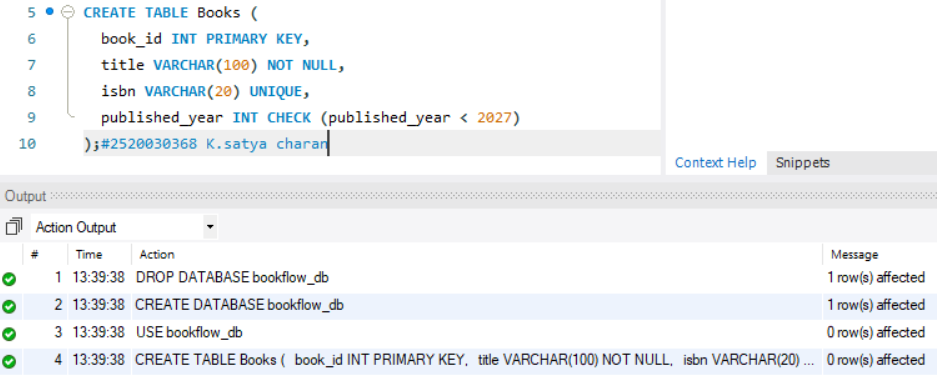 5 CREATE TABLE Books (
6 book_id INT PRIMARY KEY,
7 title VARCHAR(100) NOT NULL,
8 isbn VARCHAR(20) UNIQUE,
9 published_year INT CHECK (published_year < 2027)
10 );#2520030368 K.satya charan
Context Help Snippets
Output
Action Output
# Time Action Message
1 13:39:38 DROP DATABASE bookflow_db 1 row(s) affected
2 13:39:38 CREATE DATABASE bookflow_db 1 row(s) affected
3 13:39:38 USE bookflow_db 0 row(s) affected
4 13:39:38 CREATE TABLE Books ( book_id INT PRIMARY KEY, title VARCHAR(100) NOT NULL, isbn VARCHAR(20) ... 0 row(s) affected